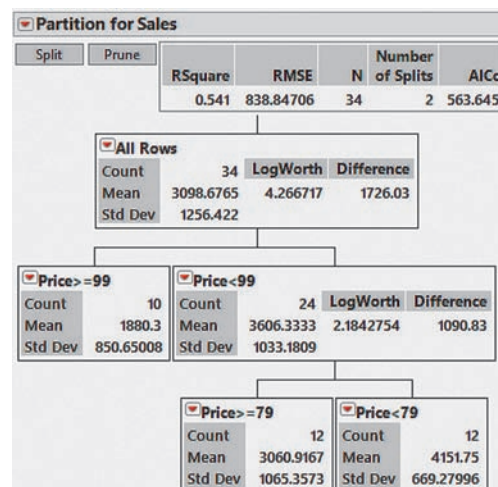 Partition for Sales
Split Prune
RSquare RMSE N Number of Splits AICc
0.541 838.84706 34 2 563.645
All Rows
Count 34 LogWorth Difference
Mean 3098.6765 4.266717 1726.03
Std Dev 1256.422
Price>=99
Count 10
Mean 1880.3
Std Dev 850.65008
Price<99
Count 24 LogWorth Difference
Mean 3606.3333 2.1842754 1090.83
Std Dev 1033.1809
Price>=79
Count 12
Mean 3060.9167
Std Dev 1065.3573
Price<79
Count 12
Mean 4151.75
Std Dev 669.27996